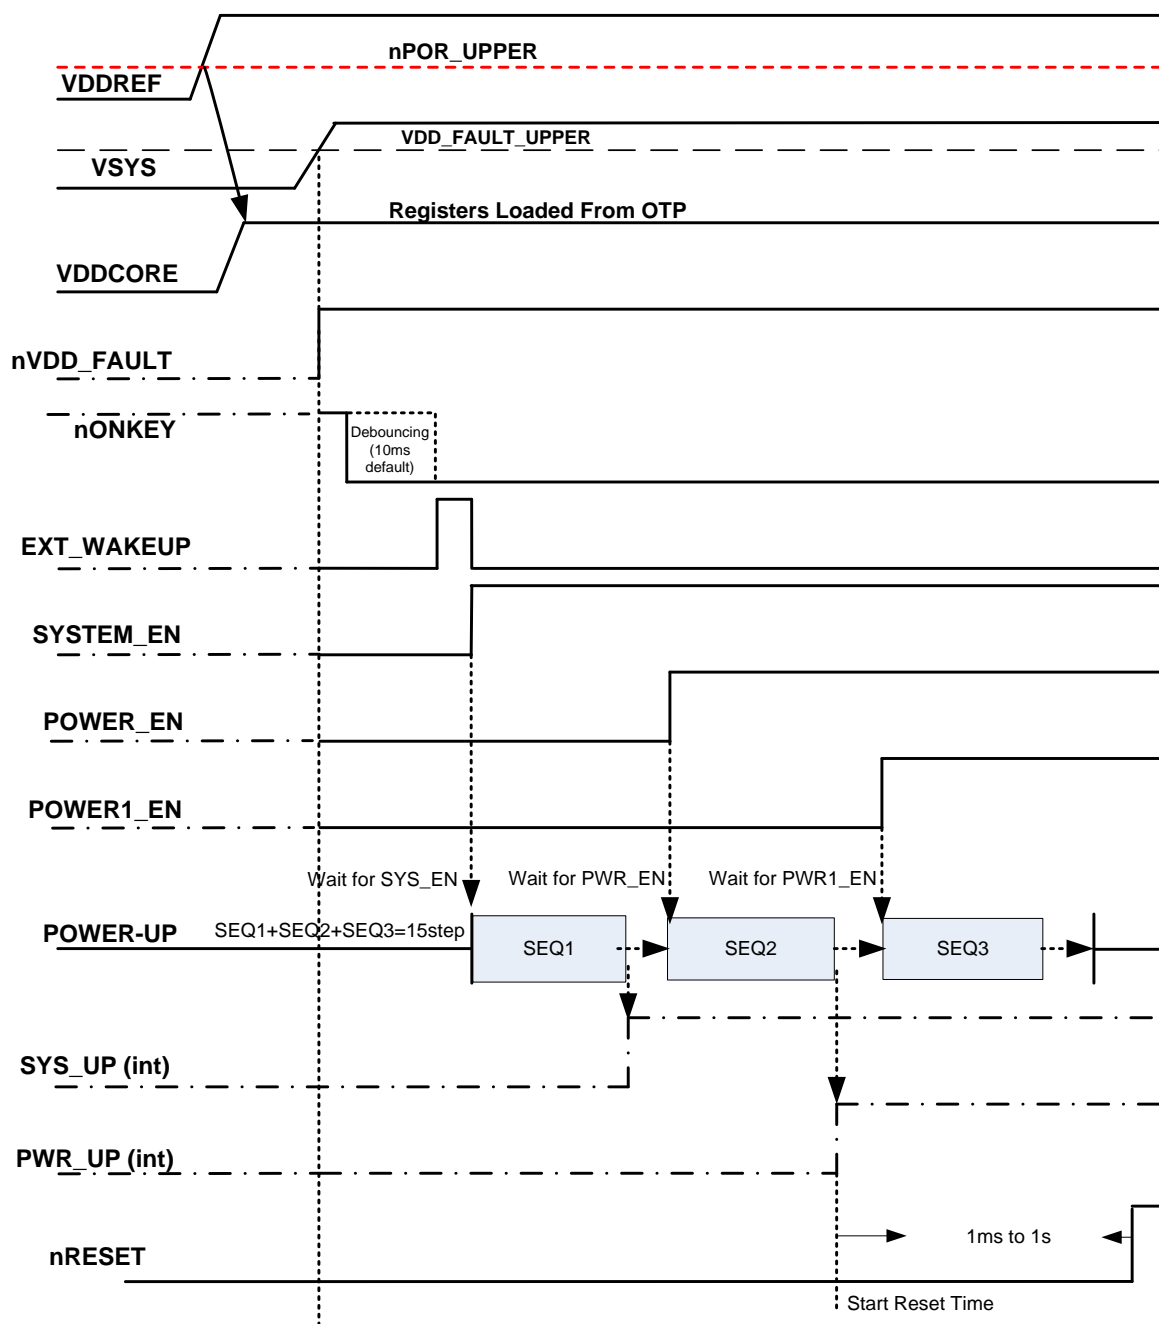 nPOR_UPPER
VDDREF
VDD_FAULT_UPPER
VSYS
Registers Loaded From OTP
VDDCORE
nVDD_FAULT
nONKEY
Debouncing
(10ms
default)
EXT_WAKEUP
SYSTEM_EN
POWER_EN
POWER1_EN
Wait for SYS_EN
Wait for PWR_EN
Wait for PWR1_EN
POWER-UP
SEQ1+SEQ2+SEQ3=15step
SEQ1
SEQ2
SEQ3
SYS_UP (int)
PWR_UP (int)
nRESET
1ms to 1s
Start Reset Time